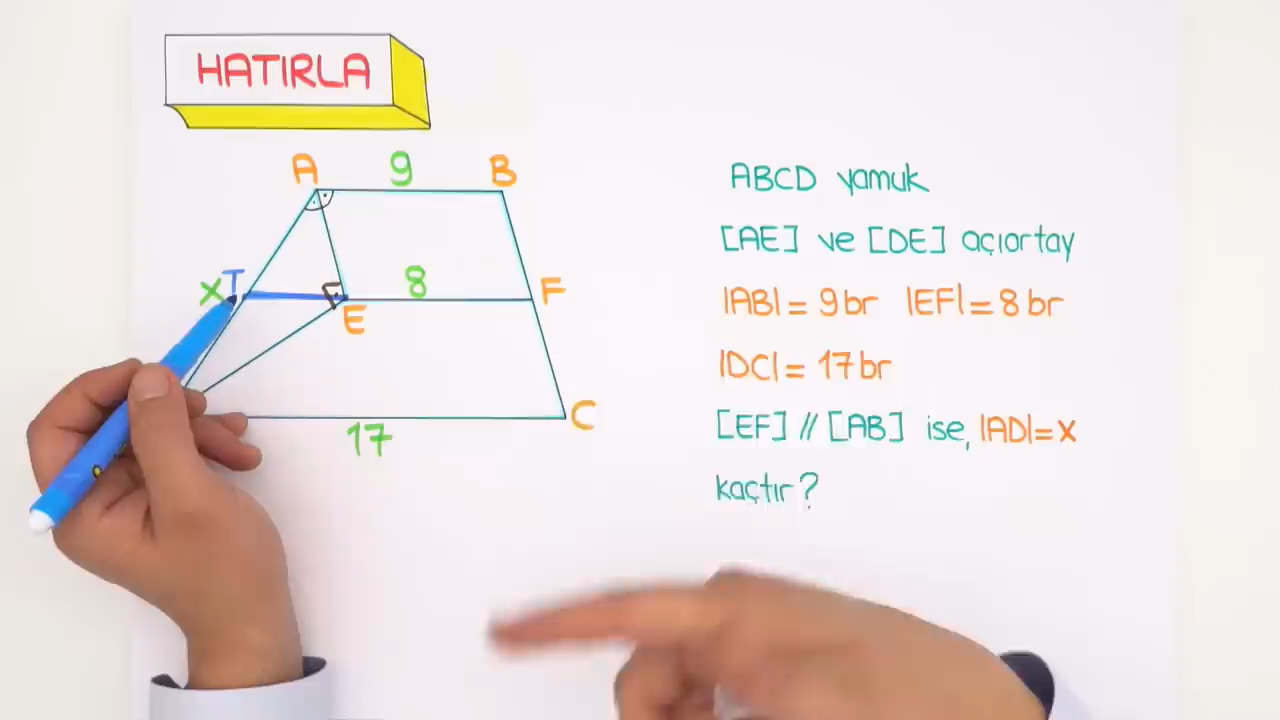 HATIRLA
A 9 B
x T 8 F
E
17 C
ABCD yamuk
[AE] ve [DE] açıortay
|AB| = 9 br |EF| = 8 br
|DC| = 17 br
[EF] // [AB] ise, |AD| = x
kaçtır?